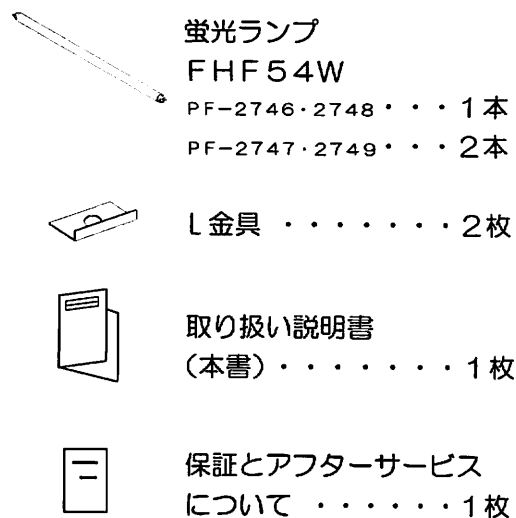 蛍光ランプ
FHF54W
PF-2746･2748・・・1本
PF-2747･2749・・・2本
L金具 ・・・・・・・2枚
取り扱い説明書
（本書）・・・・・・・1枚
保証とアフターサービス
について ・・・・・・1枚